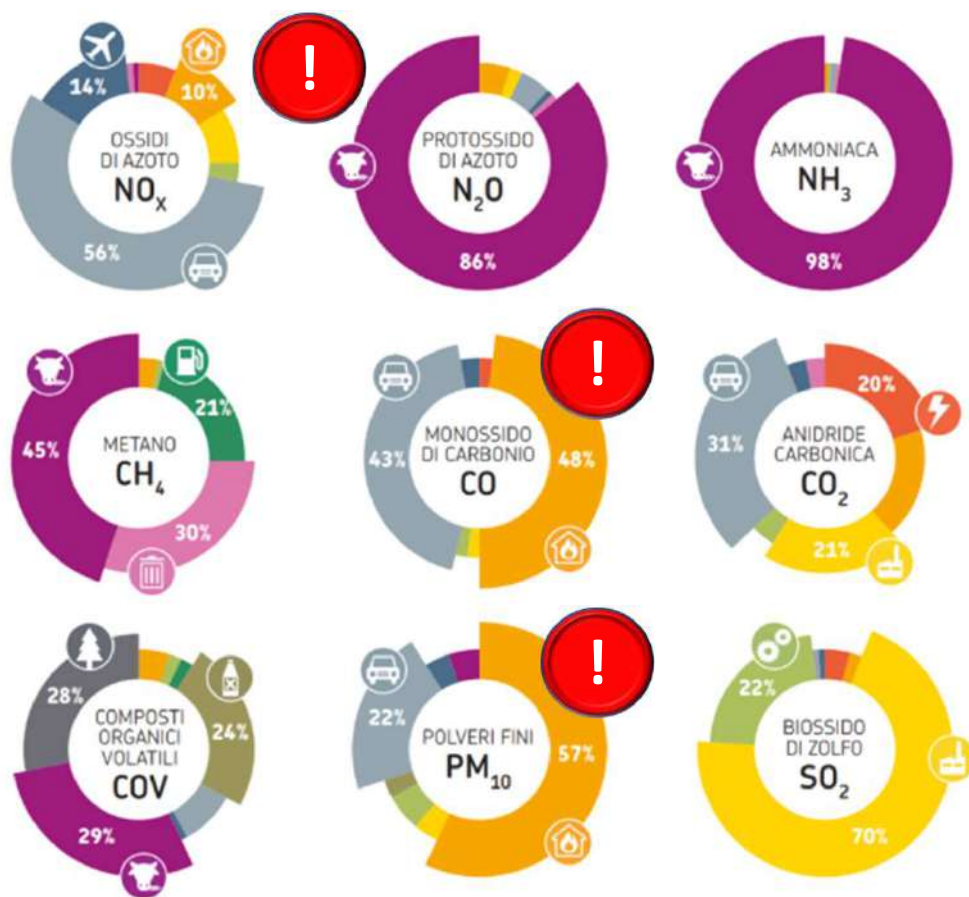 !
14%
10%
OSSIDI
DI AZOTO
NOX
56%
PROTOSSIDO
DI AZOTO
N2O
86%
AMMONIACA
NH3
98%
45%
21%
METANO
CH4
30%
!
43%
MONOSSIDO
DI CARBONIO
CO
48%
31%
20%
ANIDRIDE
CARBONICA
CO2
21%
28%
24%
COMPOSTI
ORGANICI
VOLATILI
COV
29%
!
22%
POLVERI FINI
PM10
57%
22%
BIOSSIDO
DI ZOLFO
SO2
70%